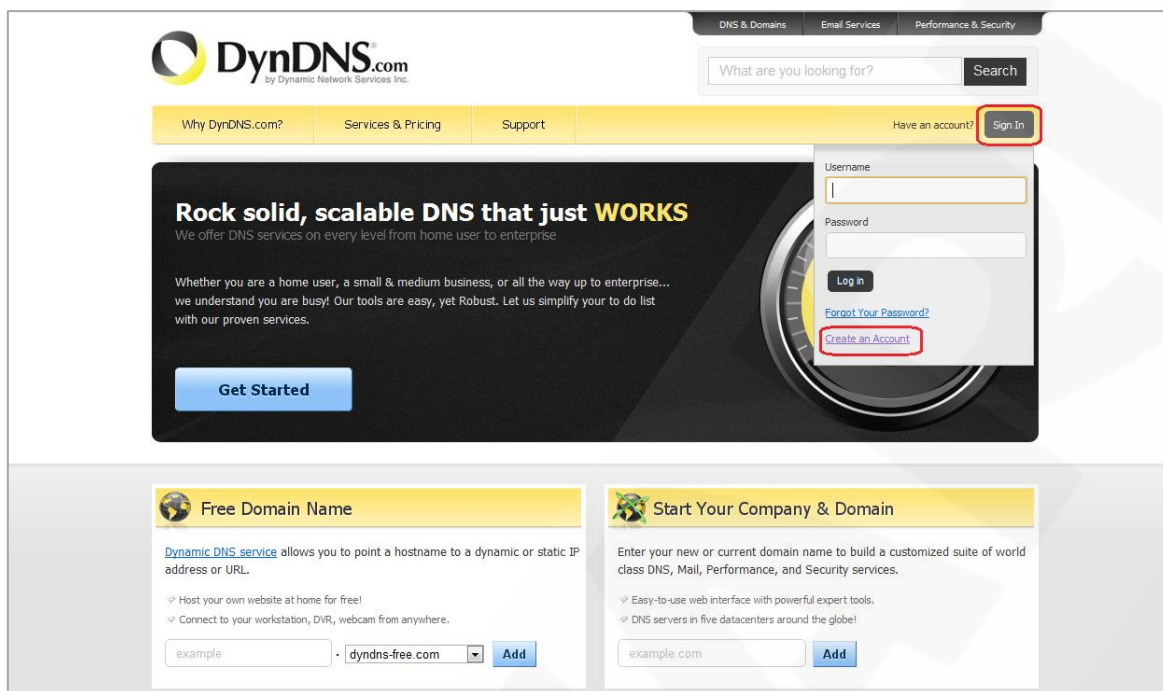 DNS & Domains Email Services Performance & Security
DynDNS.com
by Dynamic Network Services Inc.
What are you looking for? Search
Why DynDNS.com? Services & Pricing Support Have an account? Sign In
Username
Password
Log in
Forgot Your Password?
Create an Account
Rock solid, scalable DNS that just WORKS
We offer DNS services on every level from home user to enterprise
Whether you are a home user, a small & medium business, or all the way up to enterprise...
we understand you are busy! Our tools are easy, yet Robust. Let us simplify your to do list
with our proven services.
Get Started
Free Domain Name
Dynamic DNS service allows you to point a hostname to a dynamic or static IP
address or URL.
Host your own website at home for free!
Connect to your workstation, DVR, webcam from anywhere.
example - dyndns-free.com Add
Start Your Company & Domain
Enter your new or current domain name to build a customized suite of world
class DNS, Mail, Performance, and Security services.
Easy-to-use web interface with powerful expert tools.
DNS servers in five datacenters around the globe!
example.com Add